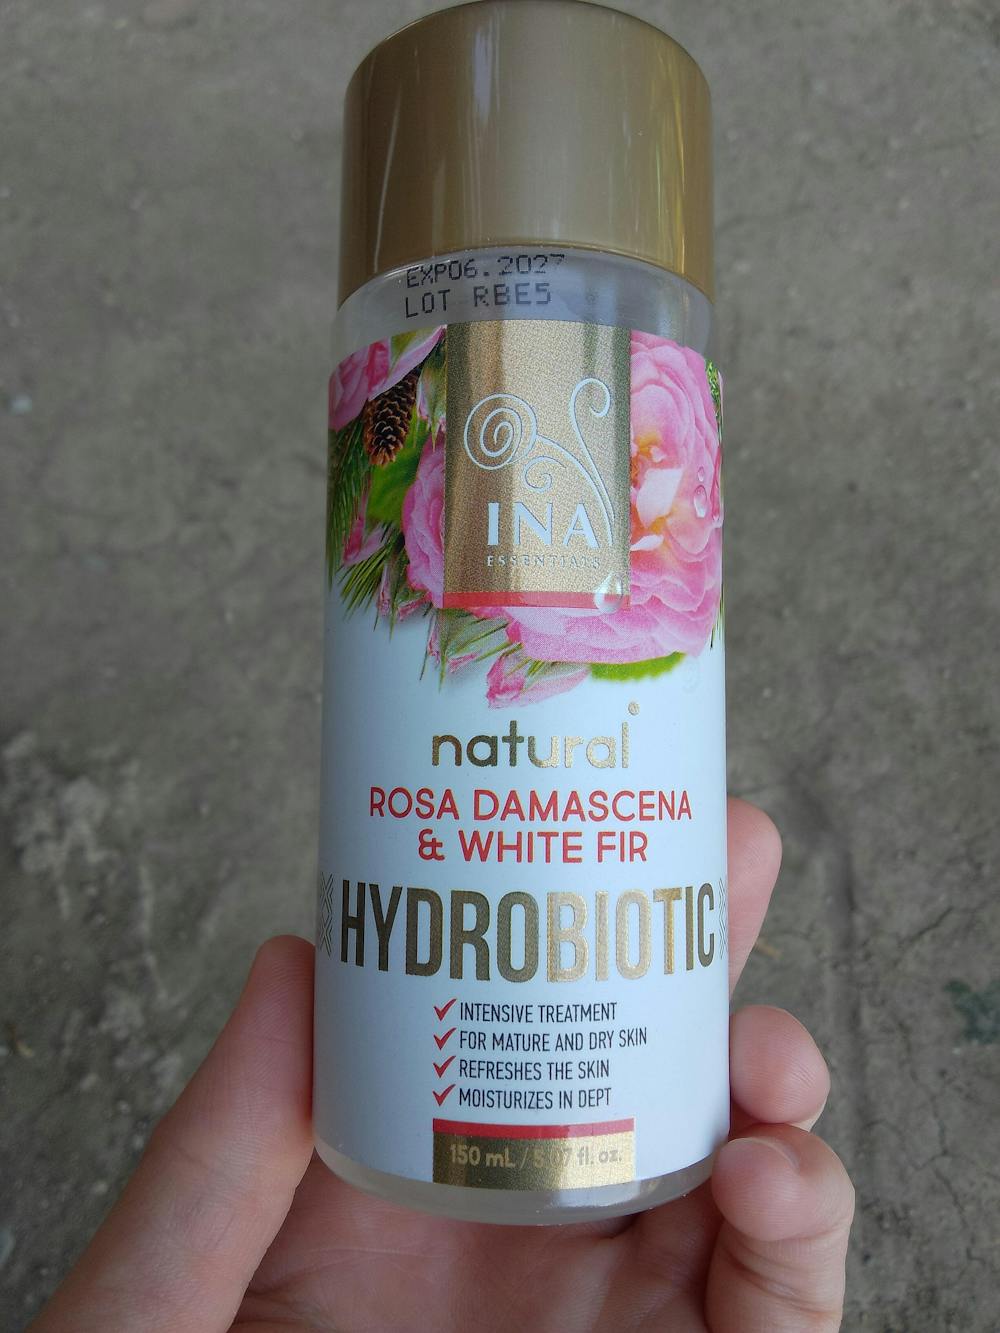 EXP06.2027
LOT RBE5
INA
ESSENTIALS
natural
ROSA DAMASCENA
& WHITE FIR
HYDROBIOTIC
✓ INTENSIVE TREATMENT
✓ FOR MATURE AND DRY SKIN
✓ REFRESHES THE SKIN
✓ MOISTURIZES IN DEPT
150 mL / 5.07 fl. oz.